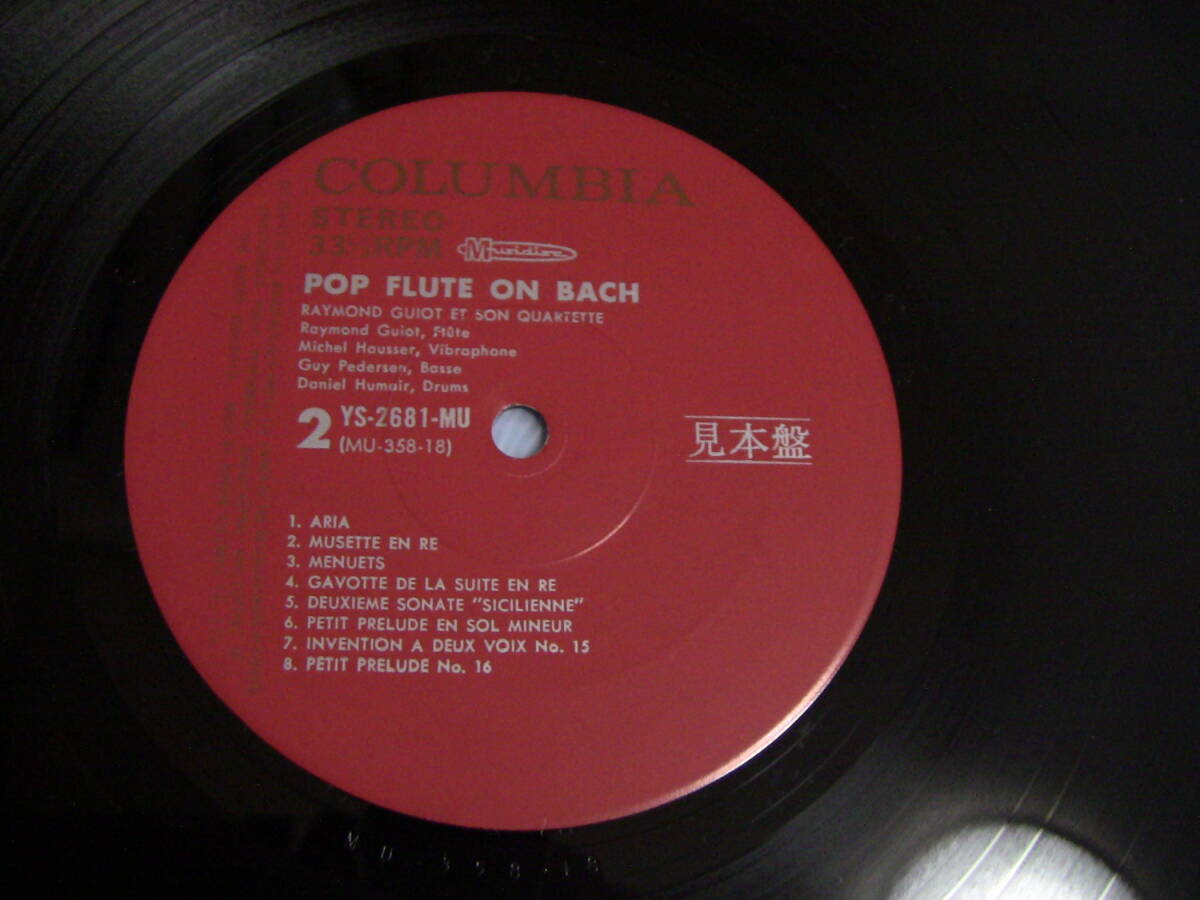 COLUMBIA
STEREO
33⅓RPM
Musidisc
POP FLUTE ON BACH
RAYMOND GUIOT ET SON QUARTETTE
Raymond Guiot, Flûte
Michel Hausser, Vibraphone
Guy Pedersen, Basse
Daniel Humair, Drums
2 YS-2681-MU
(MU-358-18)
見本盤
1. ARIA
2. MUSETTE EN RE
3. MENUETS
4. GAVOTTE DE LA SUITE EN RE
5. DEUXIEME SONATE "SICILIENNE"
6. PETIT PRELUDE EN SOL MINEUR
7. INVENTION A DEUX VOIX No. 15
8. PETIT PRELUDE No. 16
MU-358-18